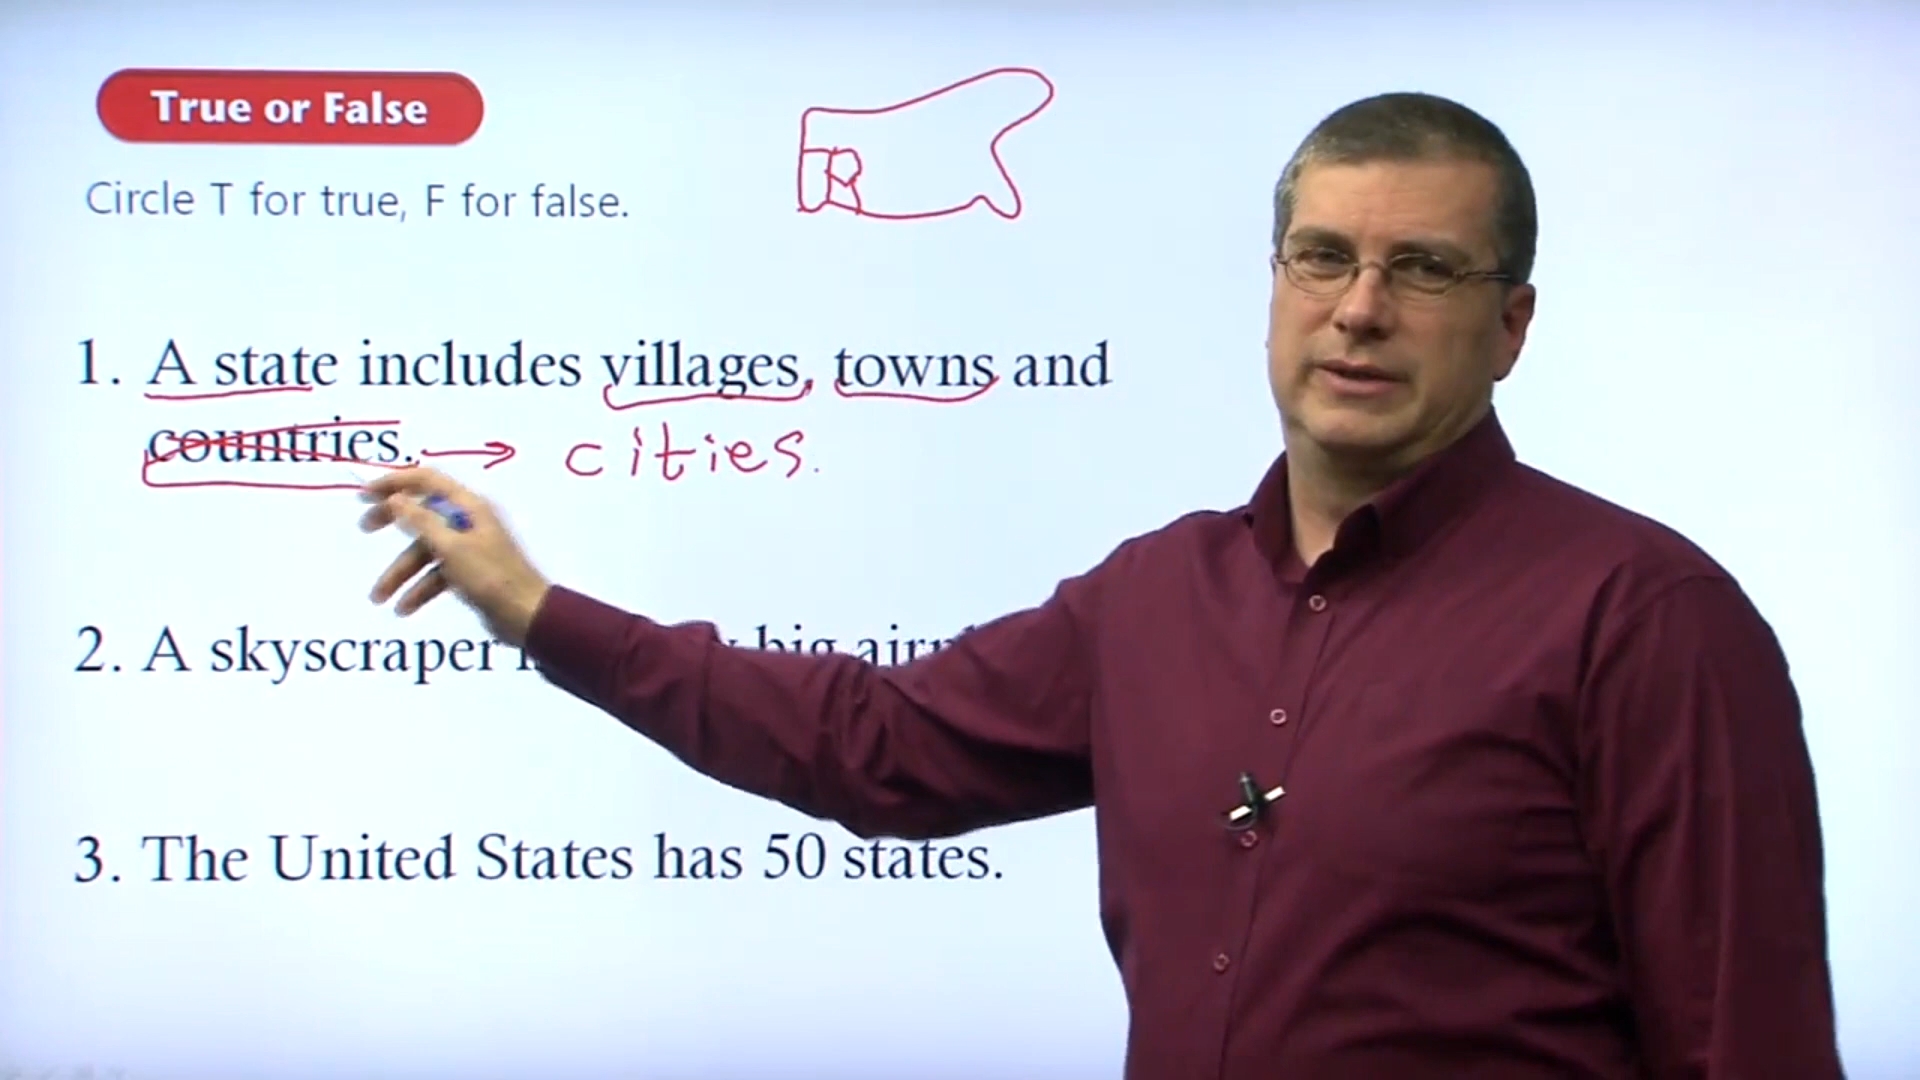 True or False
Circle T for true, F for false.
1. A state includes villages, towns and
countries. → cities.
2. A skyscraper big
3. The United States has 50 states.